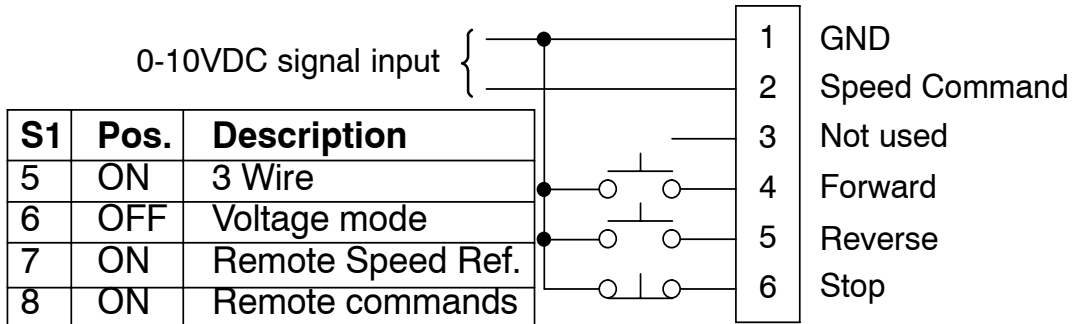 0-10VDC signal input
S1 Pos. Description
5 ON 3 Wire
6 OFF Voltage mode
7 ON Remote Speed Ref.
8 ON Remote commands
1 GND
2 Speed Command
3 Not used
4 Forward
5 Reverse
6 Stop